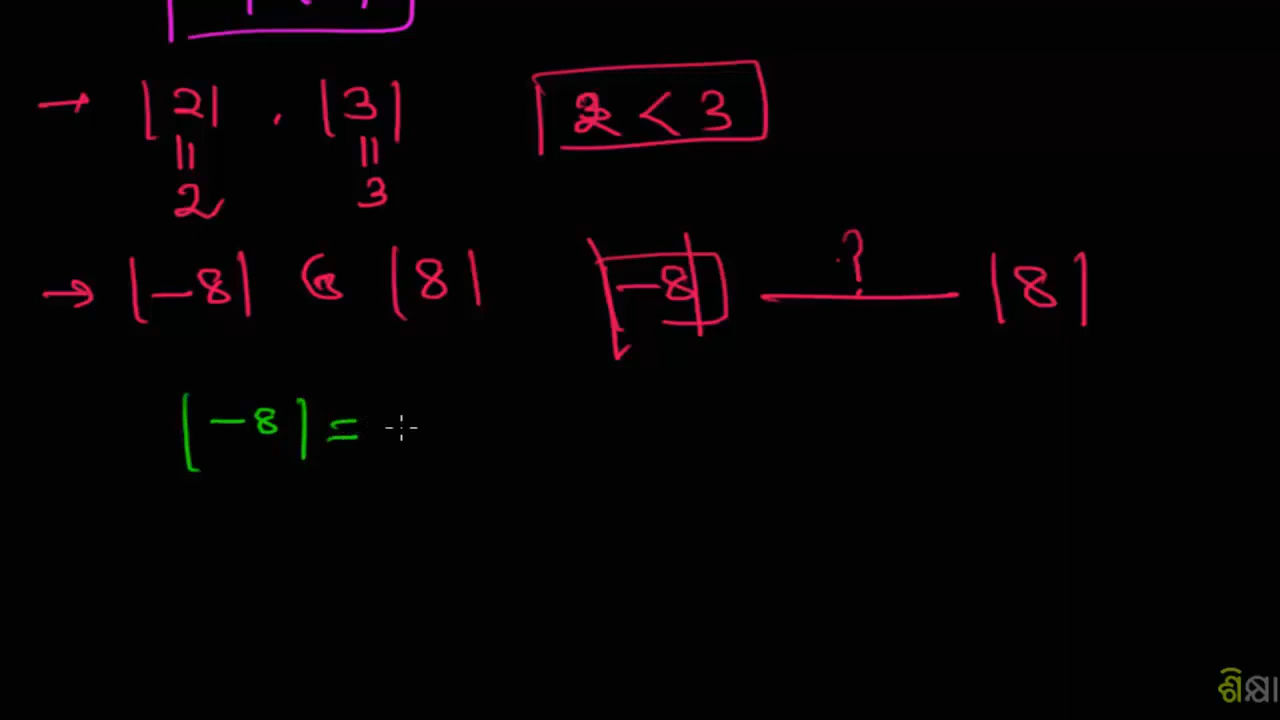 → |2| , |3| 2 < 3
|| ||
2 3
→ |-8| ଓ |8| |-8| ? |8|
|-8| =
ଶିକ୍ଷା